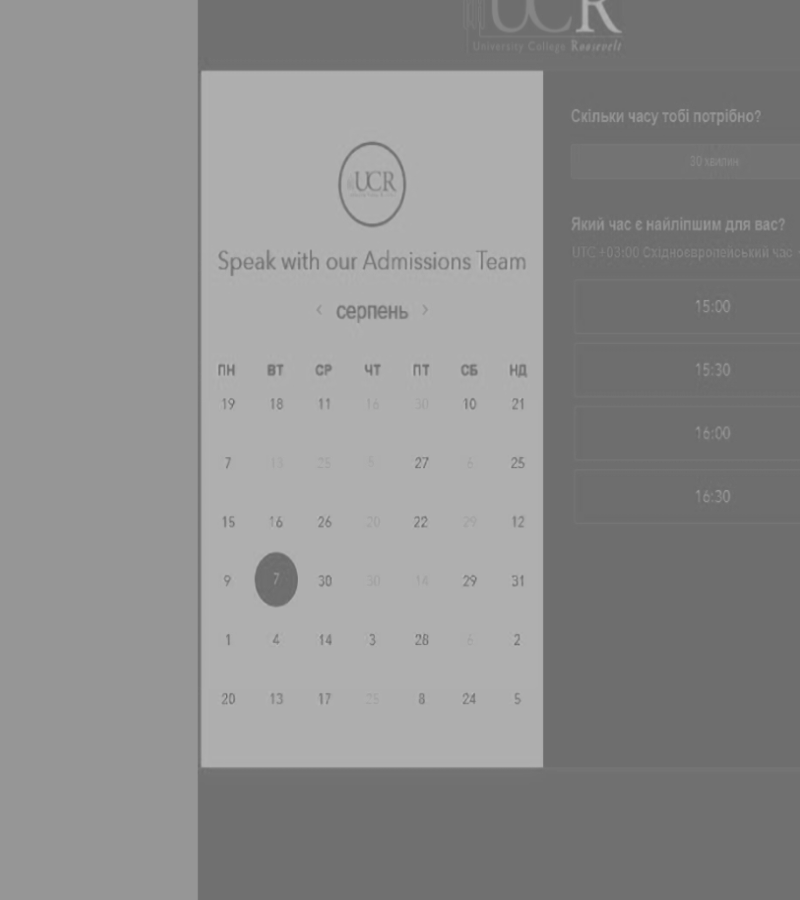 UCR
University College Roosevelt
UCR
Speak with our Admissions Team
‹ серпень ›
ПН ВТ СР ЧТ ПТ СБ НД
19 18 11 16 30 10 21
7 13 25 5 27 6 25
15 16 26 20 22 29 12
9 7 30 30 14 29 31
1 4 14 3 28 6 2
20 13 17 25 8 24 5
Скільки часу тобі потрібно?
30 хвилин
Який час є найліпшим для вас?
UTC +03:00 Східноєвропейський час
15:00
15:30
16:00
16:30